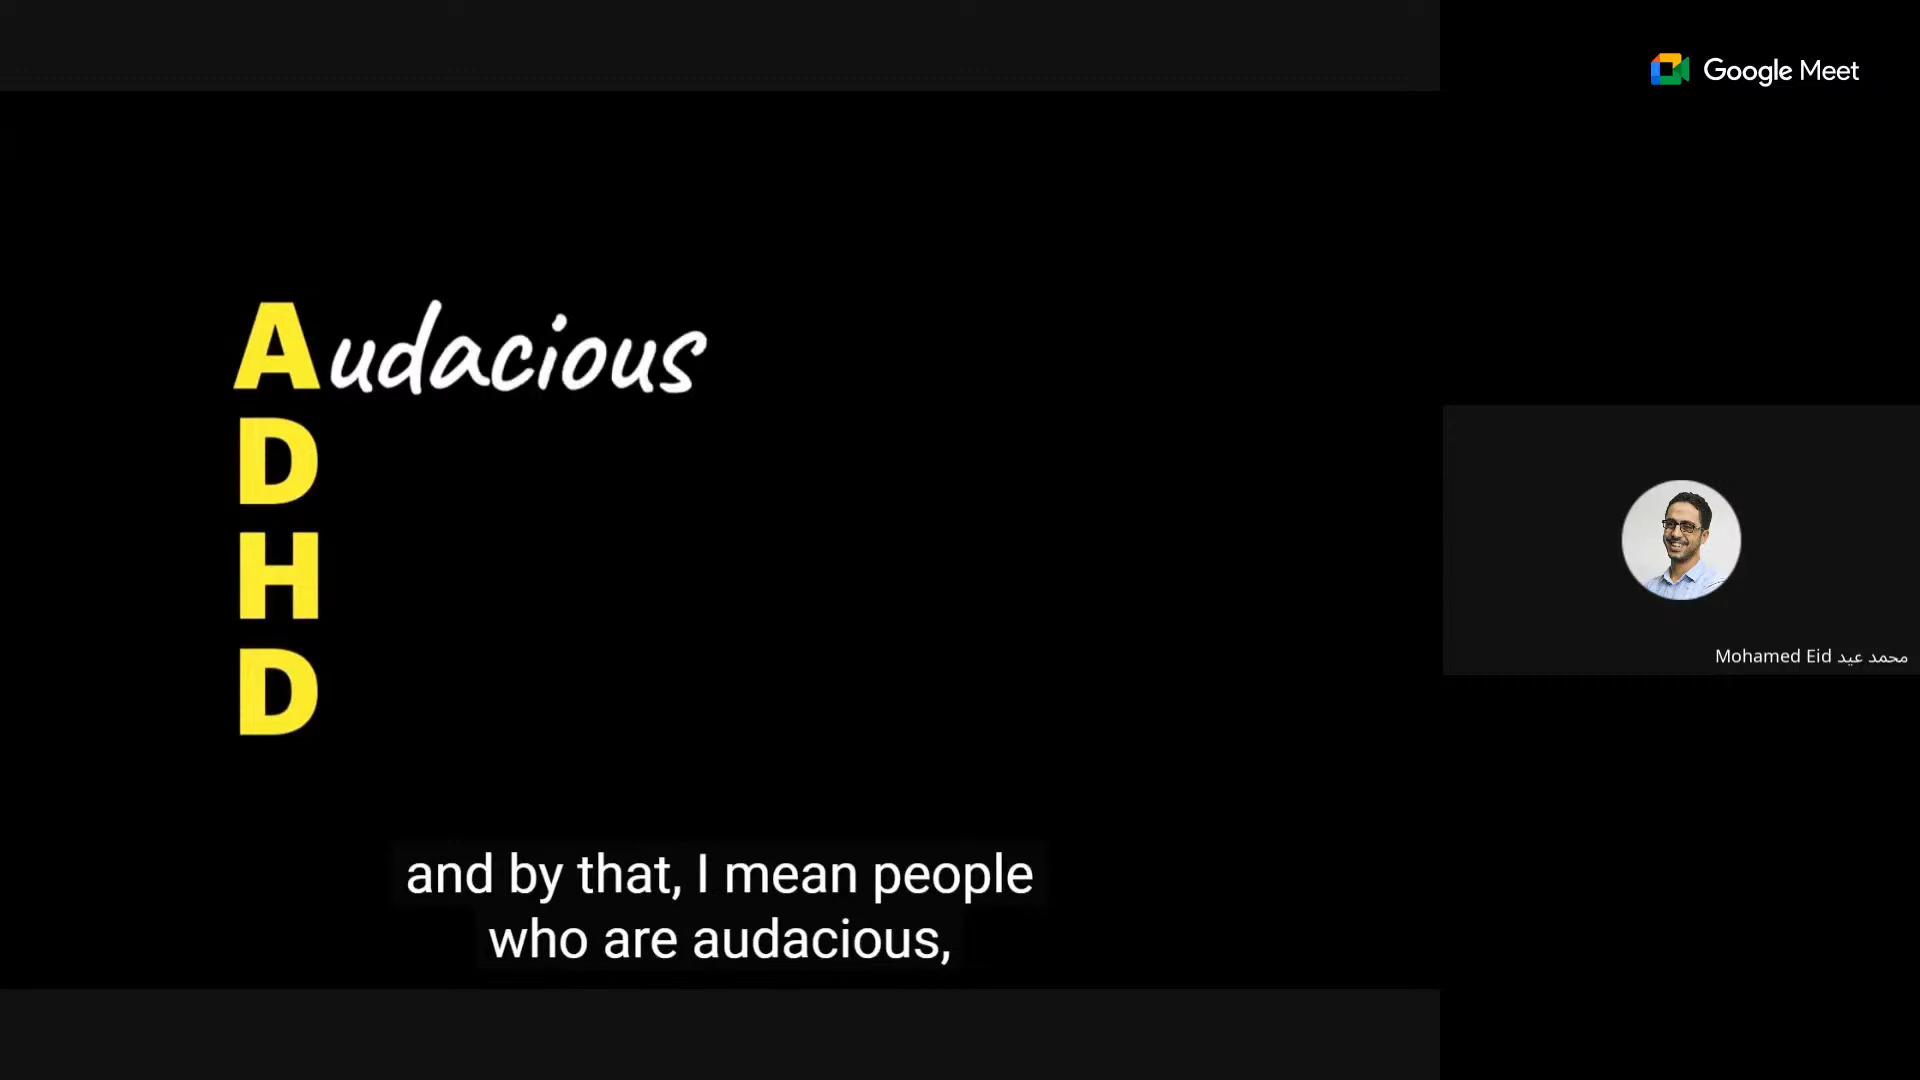 Google Meet
Audacious
D
H
D
Mohamed Eid محمد عيد
and by that, I mean people
who are audacious,